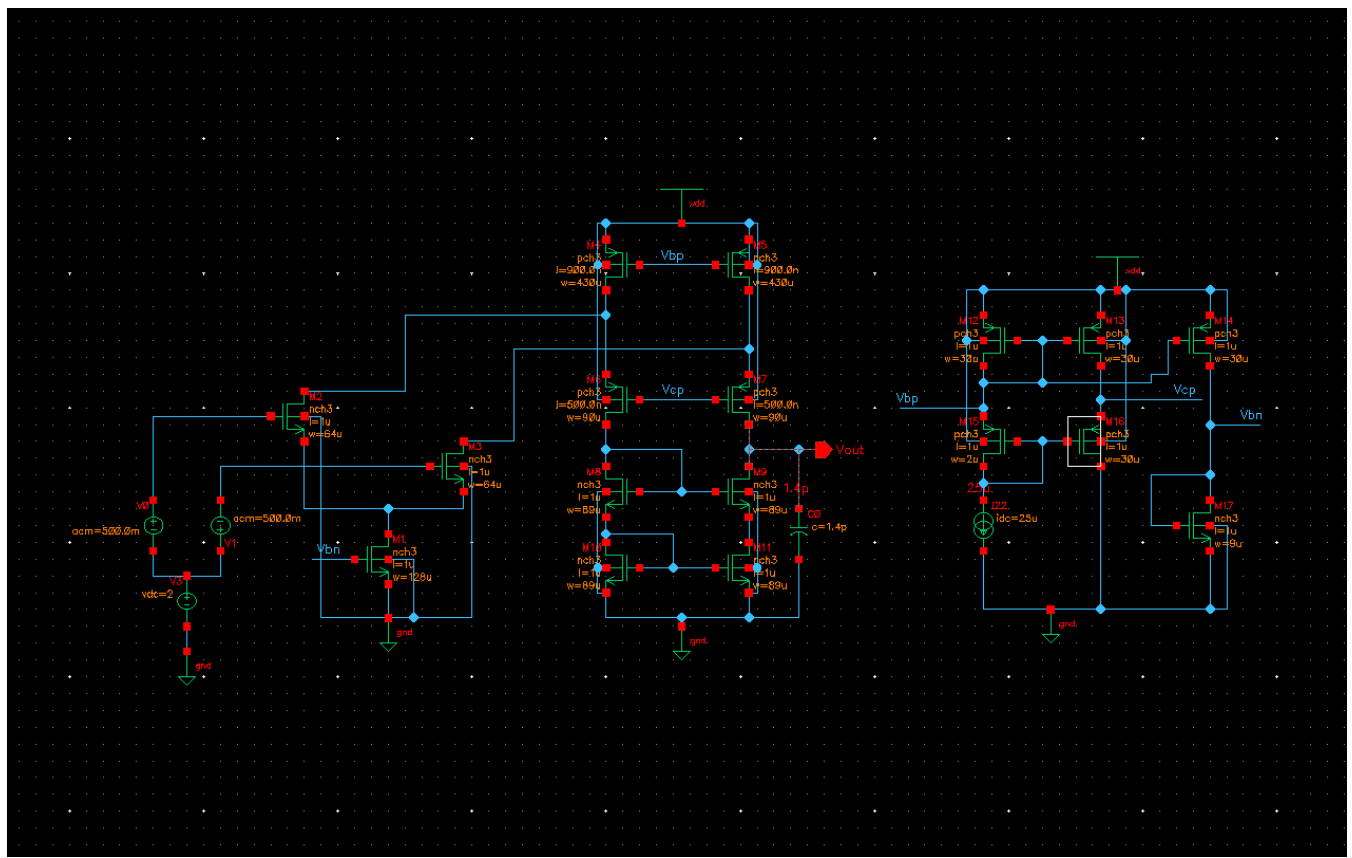 vdd
M4
pch3
l=900.0n
w=430u
Vbp
M5
pch3
l=900.0n
w=430u
M6
pch3
l=500.0n
w=90u
Vcp
M7
pch3
l=500.0n
w=90u
M8
nch3
l=1u
w=89u
M9
nch3
l=1u
w=89u
Vout
1.4p
C0
c=1.4p
M10
nch3
l=1u
w=89u
M11
nch3
l=1u
w=89u
gnd
M2
nch3
l=1u
w=64u
M3
nch3
l=1u
w=64u
V0
acm=500.0m
acm=500.0m
V1
Vbn
M1
nch3
l=1u
w=128u
V3
vdc=2
gnd
gnd
vdd
M12
pch3
l=1u
w=30u
M13
pch3
l=1u
w=30u
M14
pch3
l=1u
w=30u
Vbp
Vcp
Vbn
M15
pch3
l=1u
w=2u
M16
pch3
l=1u
w=30u
idc=25u
M17
nch3
l=1u
w=9u
gnd